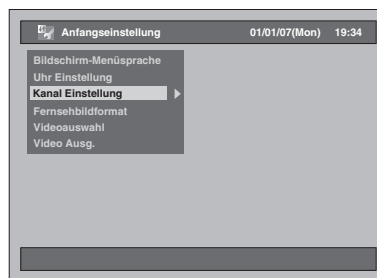 Anfangseinstellung 01/01/07(Mon) 19:34
Bildschirm-Menüsprache
Uhr Einstellung
Kanal Einstellung
Fernsehbildformat
Videoauswahl
Video Ausg.